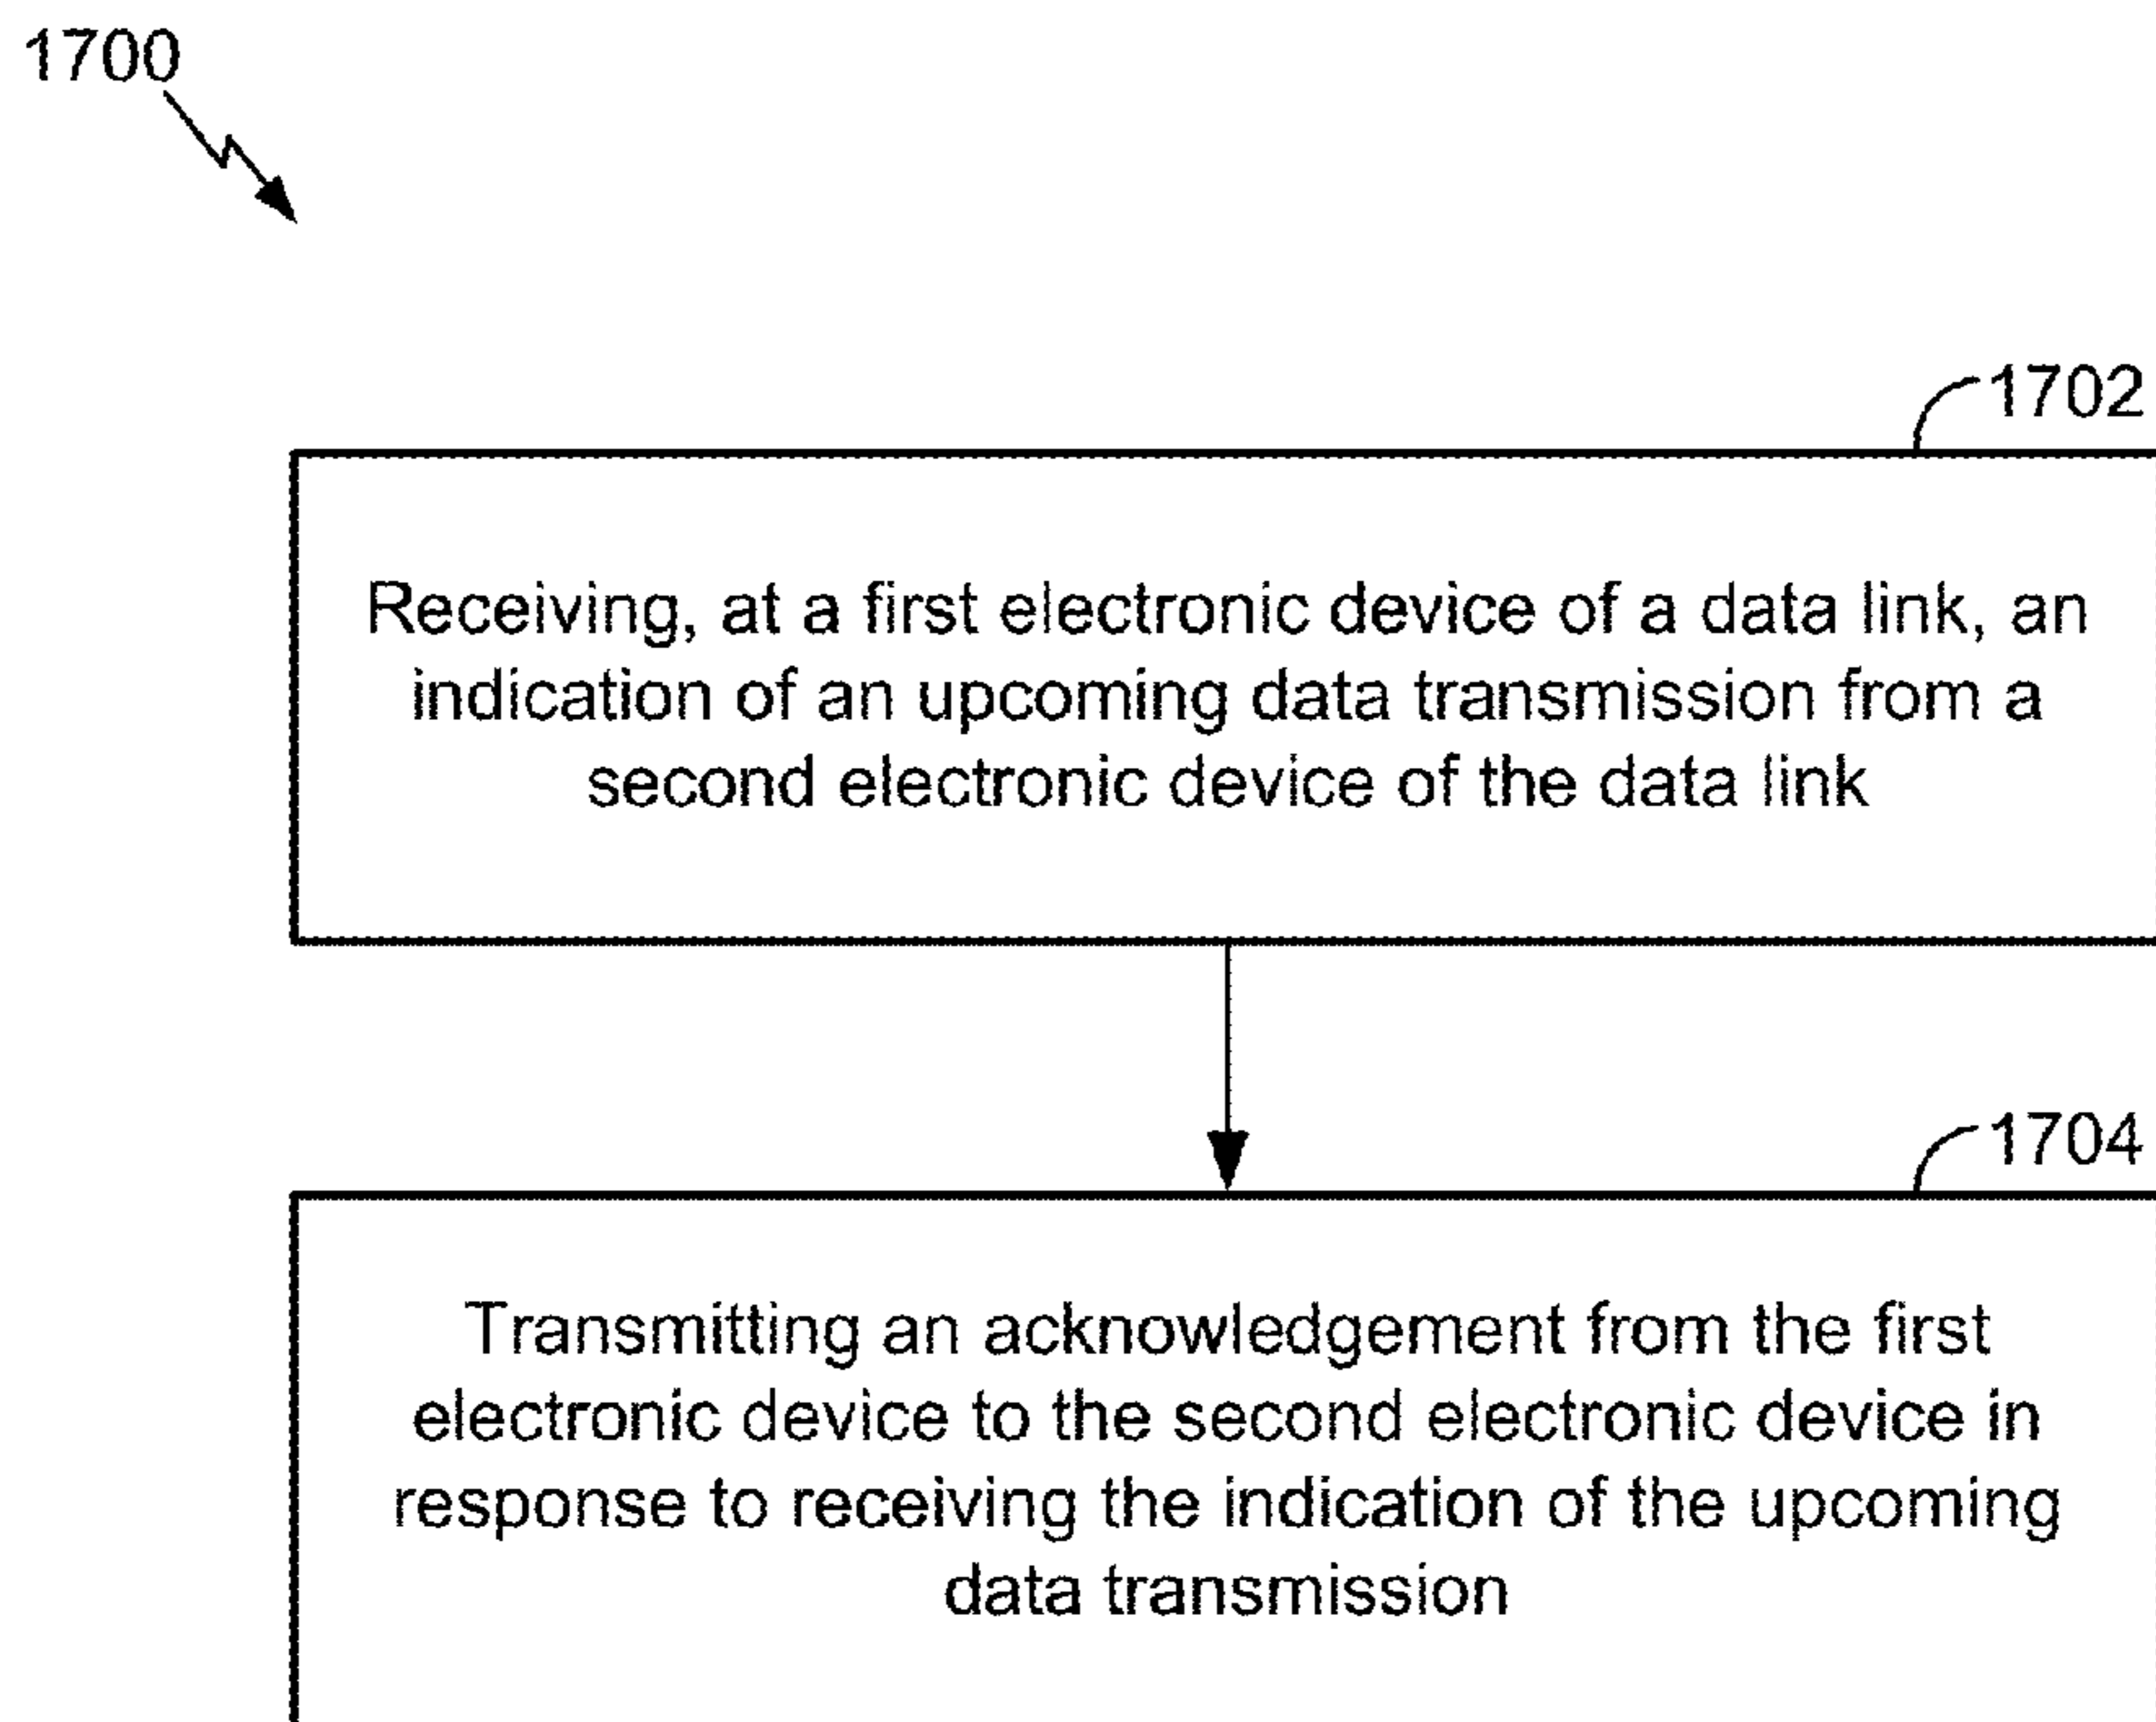 1700
1702
Receiving, at a first electronic device of a data link, an
indication of an upcoming data transmission from a
second electronic device of the data link
1704
Transmitting an acknowledgement from the first
electronic device to the second electronic device in
response to receiving the indication of the upcoming
data transmission